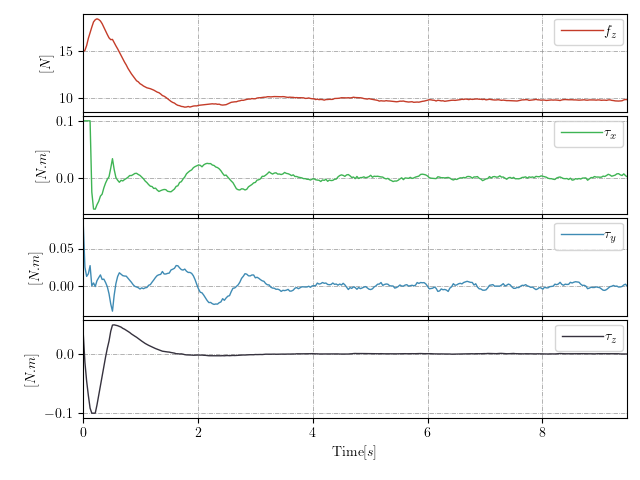 [N]
15
10
f_z
[N.m]
0.1
0.0
τ_x
[N.m]
0.05
0.00
τ_y
[N.m]
0.0
−0.1
τ_z
0 2 4 6 8
Time[s]